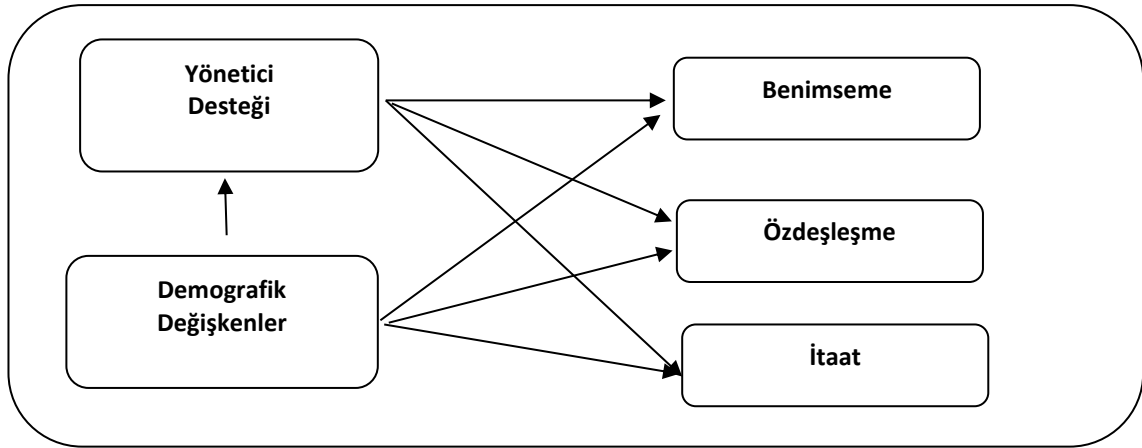 Yönetici
Desteği
Benimseme
Özdeşleşme
Demografik
Değişkenler
İtaat